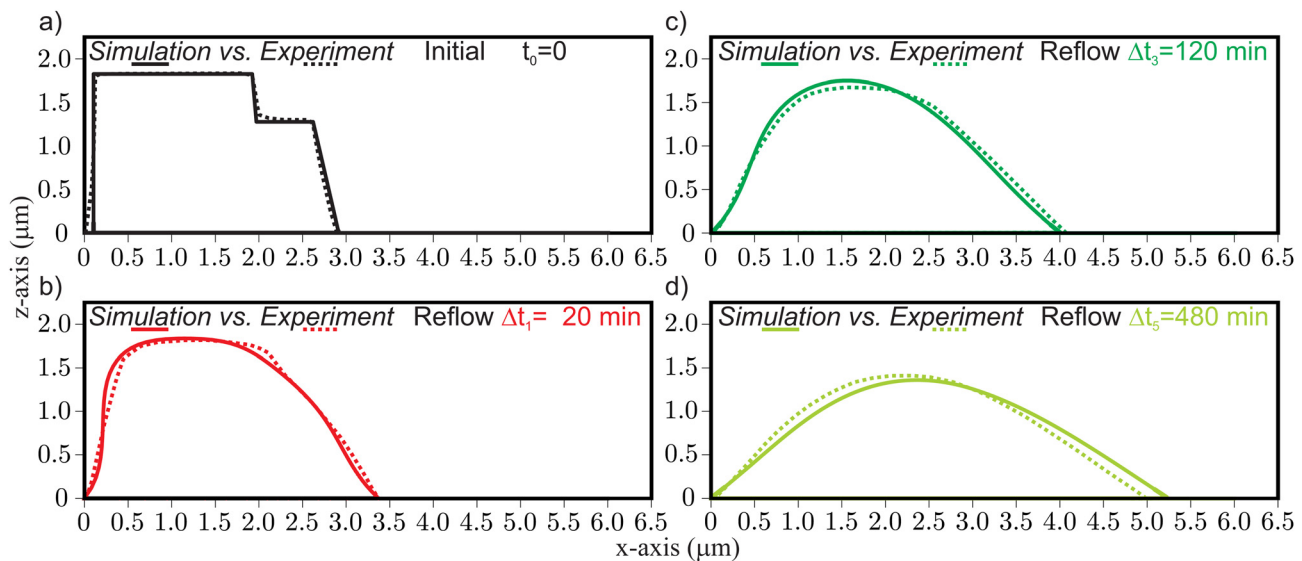 a)
Simulation vs. Experiment Initial t₀=0
2.0
1.5
1.0
0.5
0
0 0.5 1.0 1.5 2.0 2.5 3.0 3.5 4.0 4.5 5.0 5.5 6.0 6.5
b)
Simulation vs. Experiment Reflow Δt₁= 20 min
2.0
1.5
1.0
0.5
0
0 0.5 1.0 1.5 2.0 2.5 3.0 3.5 4.0 4.5 5.0 5.5 6.0 6.5
c)
Simulation vs. Experiment Reflow Δt₃=120 min
2.0
1.5
1.0
0.5
0
0 0.5 1.0 1.5 2.0 2.5 3.0 3.5 4.0 4.5 5.0 5.5 6.0 6.5
d)
Simulation vs. Experiment Reflow Δt₅=480 min
2.0
1.5
1.0
0.5
0
0 0.5 1.0 1.5 2.0 2.5 3.0 3.5 4.0 4.5 5.0 5.5 6.0 6.5
z-axis (μm)
x-axis (μm)